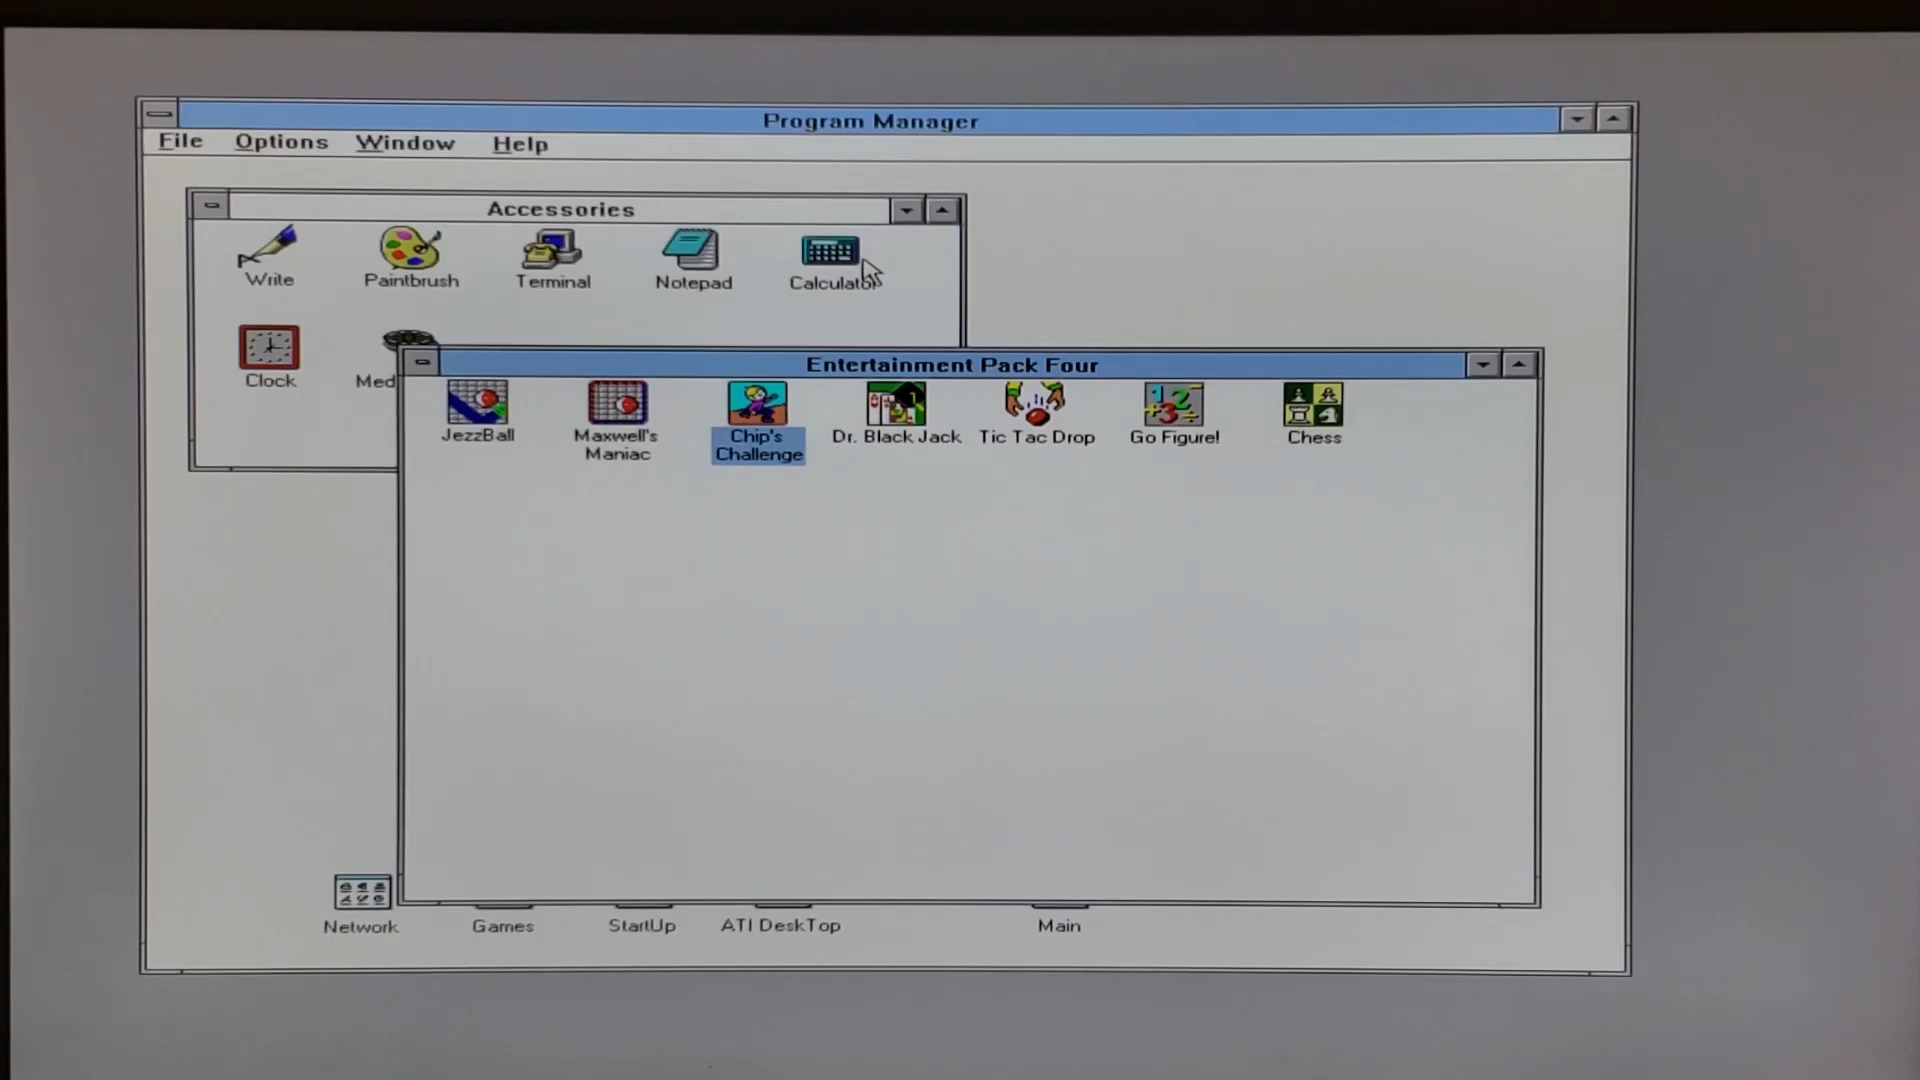 Program Manager
File Options Window Help
Accessories
Write Paintbrush Terminal Notepad Calculator
Clock Med
Entertainment Pack Four
JezzBall Maxwell's Maniac Chip's Challenge Dr. Black Jack Tic Tac Drop Go Figure! Chess
Network Games StartUp ATI DeskTop Main